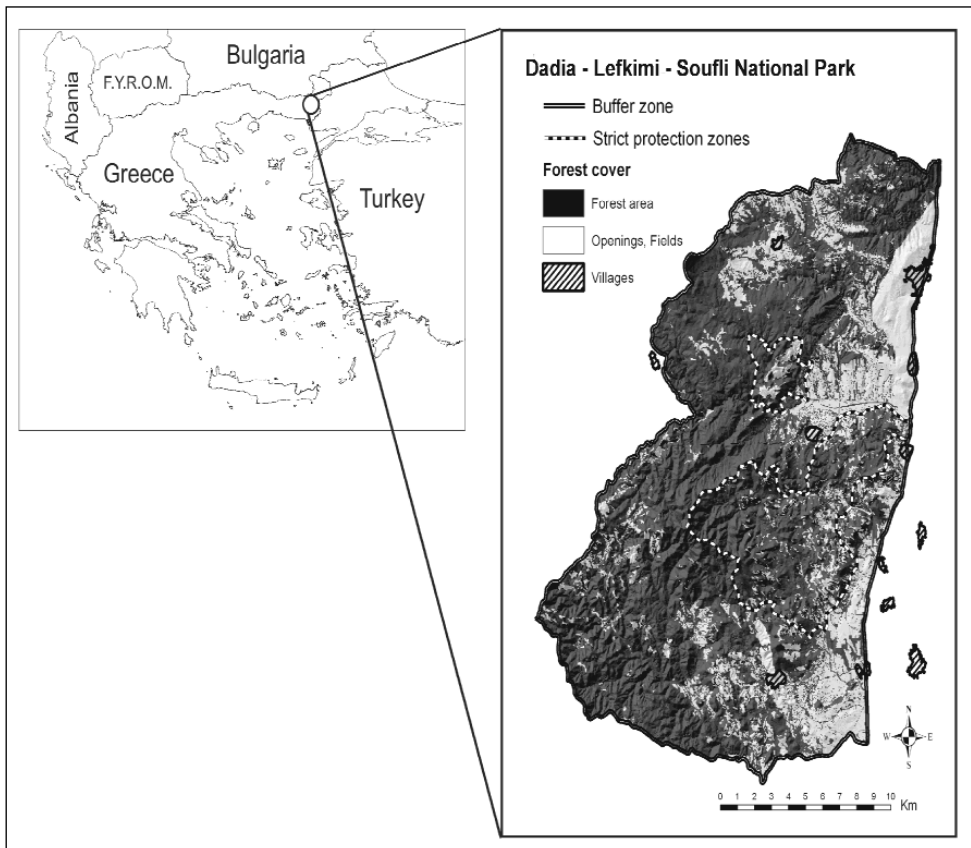 Bulgaria
F.Y.R.O.M.
Albania
Greece
Turkey
Dadia - Lefkimi - Soufli National Park
Buffer zone
Strict protection zones
Forest cover
Forest area
Openings, Fields
Villages
N
W E
S
0 1 2 3 4 5 6 7 8 9 10
Km